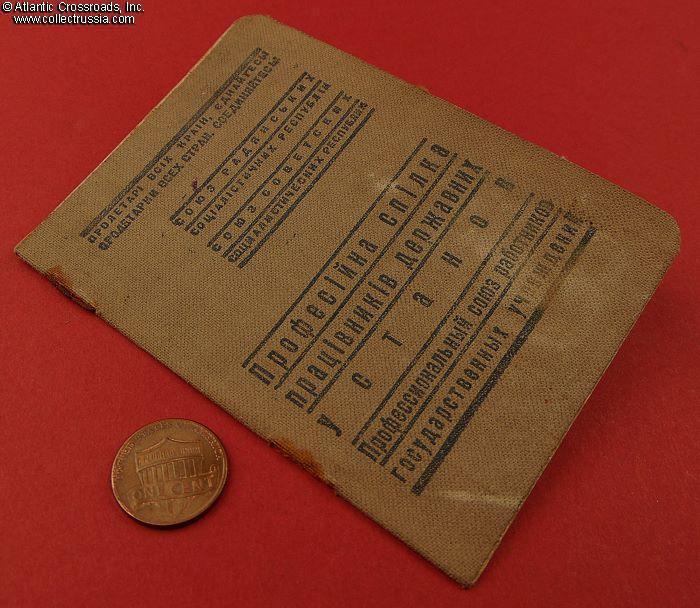 © Atlantic Crossroads, Inc.
www.collectrussia.com
ПРОЛЕТАРІ ВСІХ КРАЇН, ЄДНАЙТЕСЬ
ПРОЛЕТАРИИ ВСЕХ СТРАН, СОЕДИНЯЙТЕСЬ
СОЮЗ РАДЯНСЬКИХ
СОЦІАЛІСТИЧНИХ РЕСПУБЛІК
СОЮЗ СОВЕТСКИХ
СОЦИАЛИСТИЧЕСКИХ РЕСПУБЛИК
Професійна спілка
працівників державних
установ
Профессиональный союз работников
государственных учреждений
ONE CENT